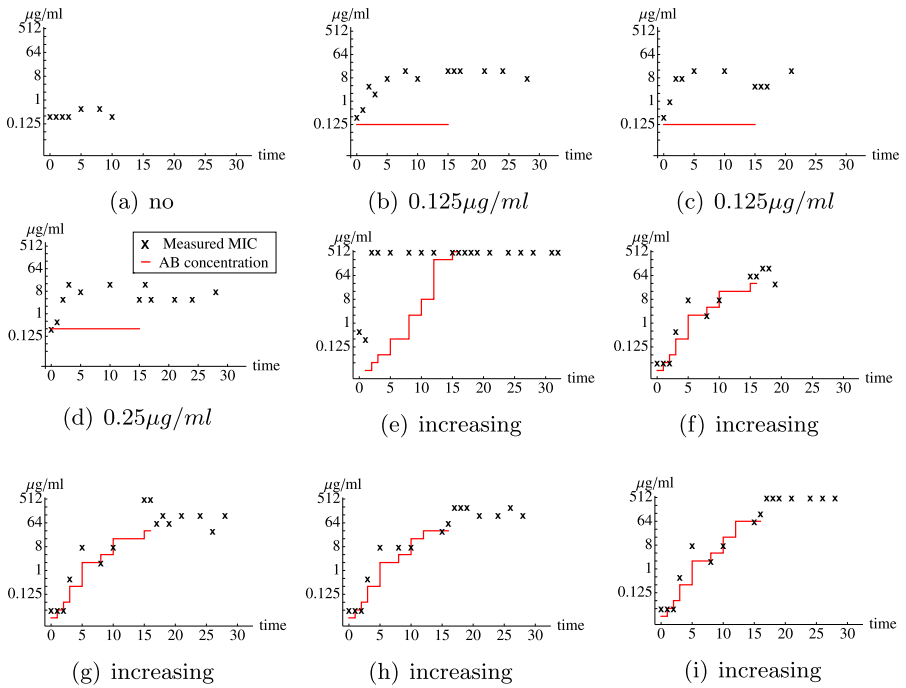 μg/ml
512
64
8
1
0.125
0 5 10 15 20 25 30 time
(a) no
μg/ml
512
64
8
1
0.125
0 5 10 15 20 25 30 time
(b) 0.125μg/ml
μg/ml
512
64
8
1
0.125
0 5 10 15 20 25 30 time
(c) 0.125μg/ml
μg/ml
512
64
8
1
0.125
0 5 10 15 20 25 30 time
x Measured MIC
AB concentration
(d) 0.25μg/ml
μg/ml
512
64
8
1
0.125
0 5 10 15 20 25 30 time
(e) increasing
μg/ml
512
64
8
1
0.125
0 5 10 15 20 25 30 time
(f) increasing
μg/ml
512
64
8
1
0.125
0 5 10 15 20 25 30 time
(g) increasing
μg/ml
512
64
8
1
0.125
0 5 10 15 20 25 30 time
(h) increasing
μg/ml
512
64
8
1
0.125
0 5 10 15 20 25 30 time
(i) increasing